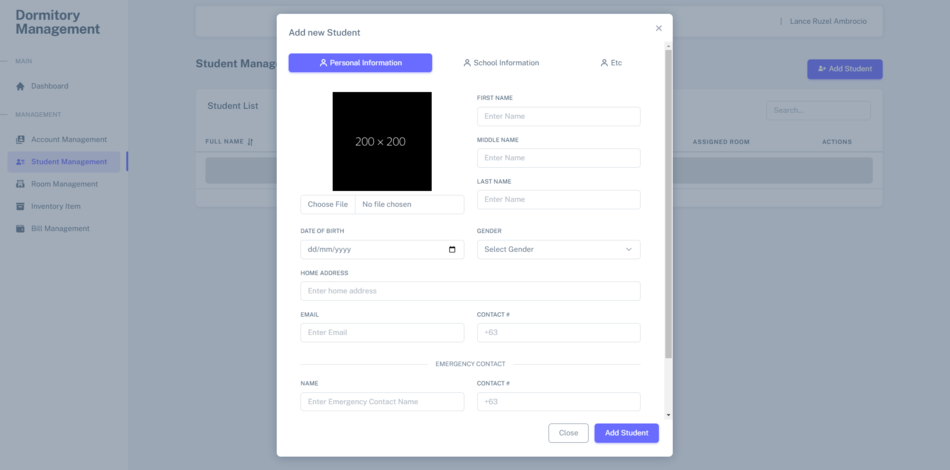 Dormitory
Management
MAIN
Dashboard
MANAGEMENT
Account Management
Student Management
Room Management
Inventory Item
Bill Management
Lance Ruzel Ambrocio
Add Student
Student List
Search...
FULL NAME
ASSIGNED ROOM
ACTIONS
Add new Student
×
Personal Information
School Information
Etc
200 × 200
Choose File
No file chosen
FIRST NAME
Enter Name
MIDDLE NAME
Enter Name
LAST NAME
Enter Name
DATE OF BIRTH
dd/mm/yyyy
GENDER
Select Gender
HOME ADDRESS
Enter home address
EMAIL
Enter Email
CONTACT #
+63
EMERGENCY CONTACT
NAME
Enter Emergency Contact Name
CONTACT #
+63
Close
Add Student